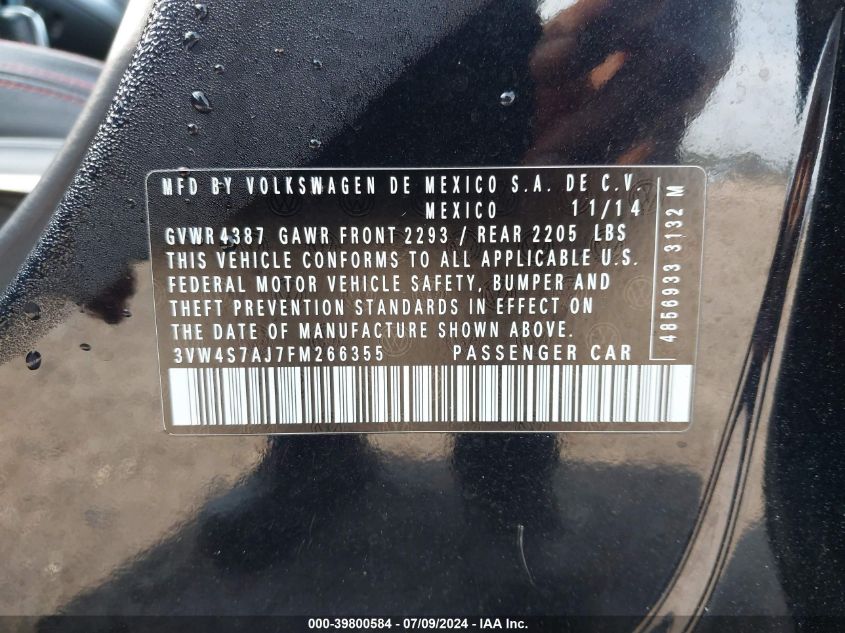 MFD BY VOLKSWAGEN DE MEXICO S.A. DE C.V.
MEXICO 11/14
GVWR 4387 GAWR FRONT 2293 / REAR 2205 LBS
THIS VEHICLE CONFORMS TO ALL APPLICABLE U.S.
FEDERAL MOTOR VEHICLE SAFETY, BUMPER AND
THEFT PREVENTION STANDARDS IN EFFECT ON
THE DATE OF MANUFACTURE SHOWN ABOVE.
3VW4S7AJ7FM266355 PASSENGER CAR
4856933 3132 M
000-39800584 - 07/09/2024 - IAA Inc.